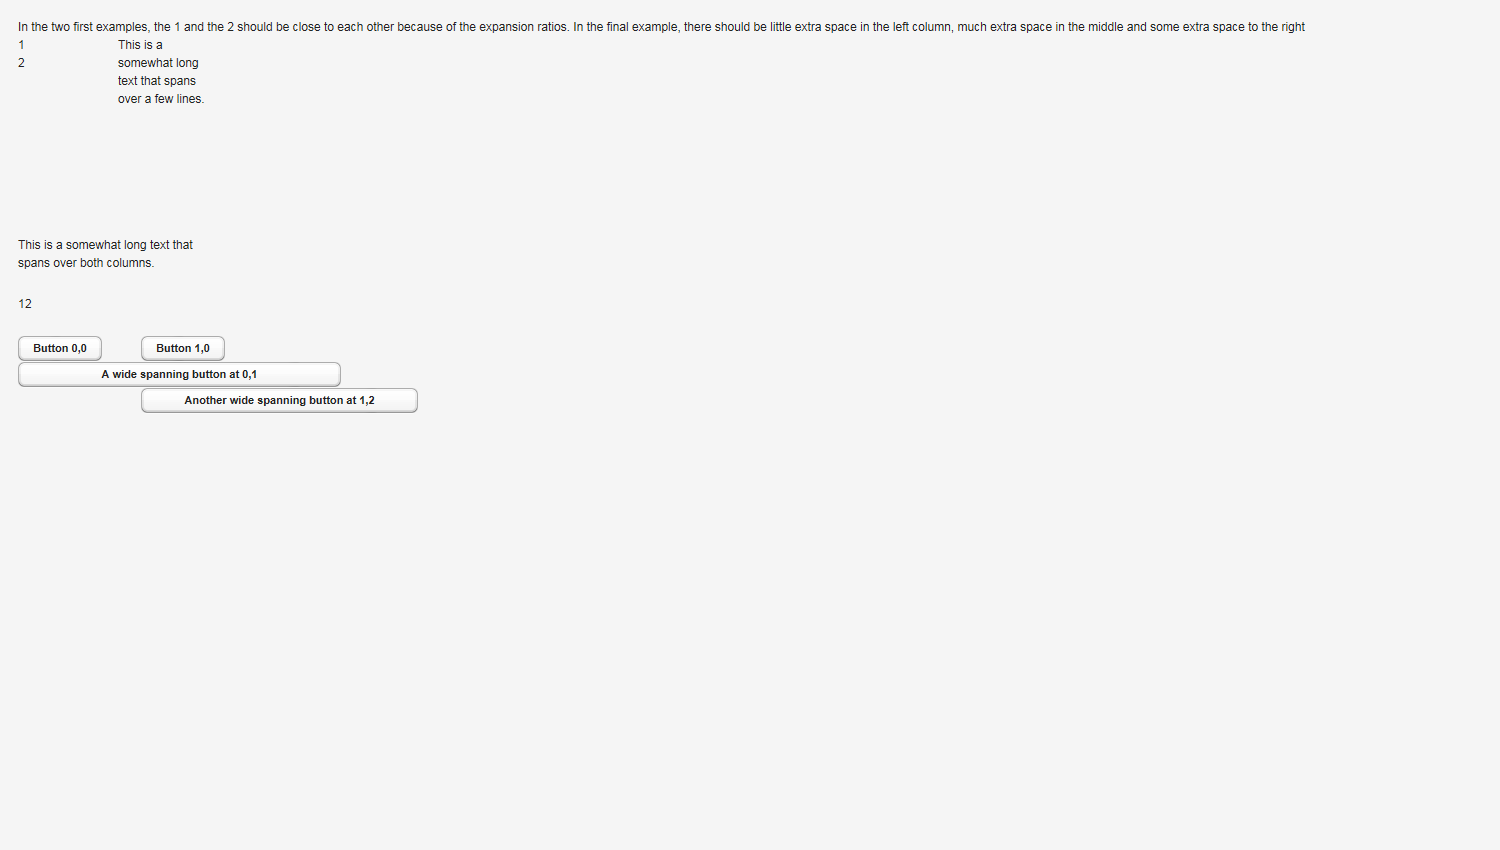 In the two first examples, the 1 and the 2 should be close to each other because of the expansion ratios. In the final example, there should be little extra space in the left column, much extra space in the middle and some extra space to the right
1
2
This is a
somewhat long
text that spans
over a few lines.
This is a somewhat long text that
spans over both columns.
12
Button 0,0
Button 1,0
A wide spanning button at 0,1
Another wide spanning button at 1,2